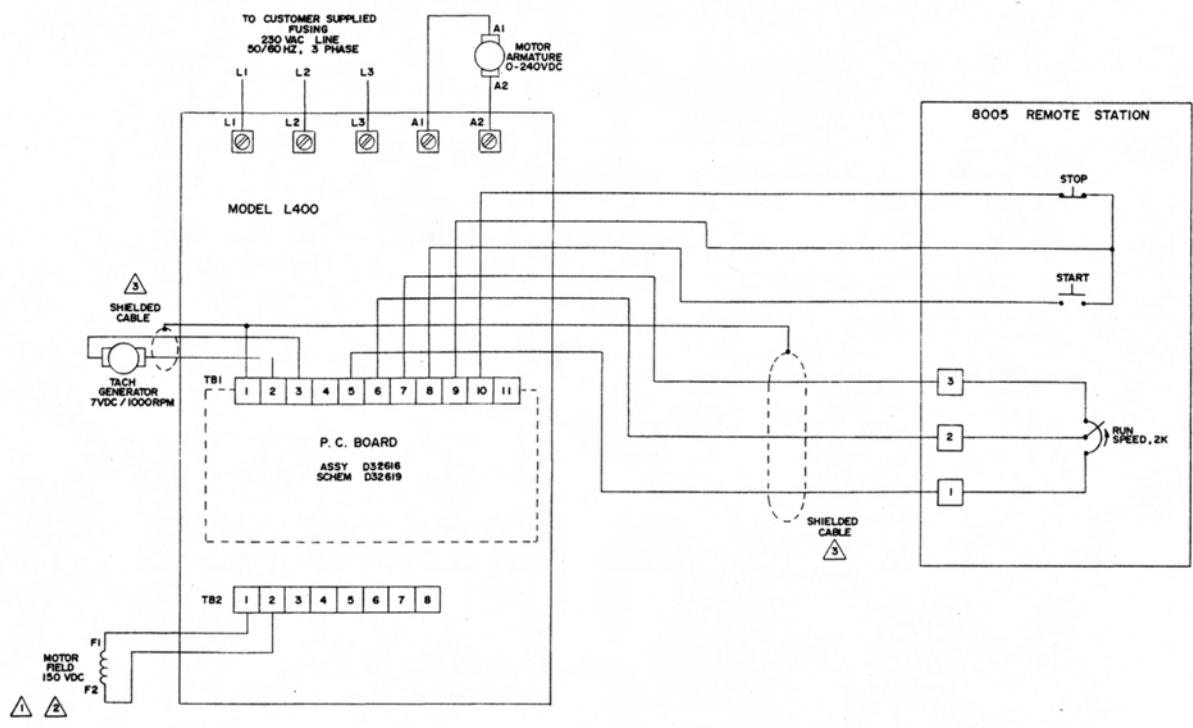 TO CUSTOMER SUPPLIED
FUSING
230 VAC LINE
50/60 HZ, 3 PHASE
L1 L2 L3
A1
MOTOR
ARMATURE
0-240VDC
A2
L1 L2 L3 A1 A2
MODEL L400
8005 REMOTE STATION
STOP
START
3
SHIELDED
CABLE
TACH
GENERATOR
7VDC/1000RPM
TB1 1 2 3 4 5 6 7 8 9 10 11
P. C. BOARD
ASSY D32616
SCHEM D32619
3
2
1
RUN
SPEED, 2K
SHIELDED
CABLE
3
TB2 1 2 3 4 5 6 7 8
F1
MOTOR
FIELD
150 VDC
F2
1 2